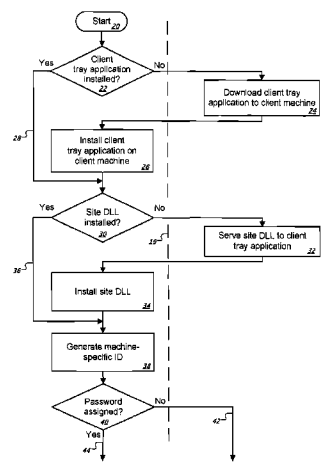 Start 20
Client
tray application
installed?
22
Yes
No
Download client tray
application to client machine
24
28
Install client
tray application on
client machine
26
Site DLL
installed?
30
Yes
No
19
Serve site DLL to client
tray application
32
36
Install site DLL
34
Generate machine-
specific ID
38
Password
assigned?
40
No
42
Yes
44